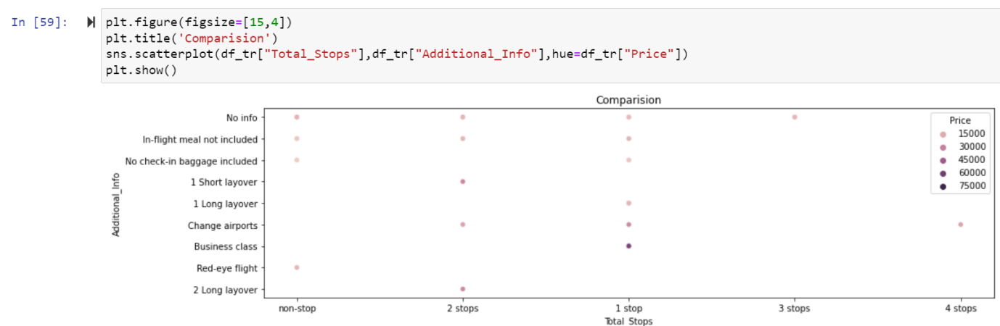 In [59]:
plt.figure(figsize=[15,4])
plt.title('Comparision')
sns.scatterplot(df_tr["Total_Stops"],df_tr["Additional_Info"],hue=df_tr["Price"])
plt.show()
Comparision
No info
In-flight meal not included
No check-in baggage included
1 Short layover
1 Long layover
Change airports
Business class
Red-eye flight
2 Long layover
Additional_Info
Price
15000
30000
45000
60000
75000
non-stop
2 stops
1 stop
3 stops
4 stops
Total_Stops